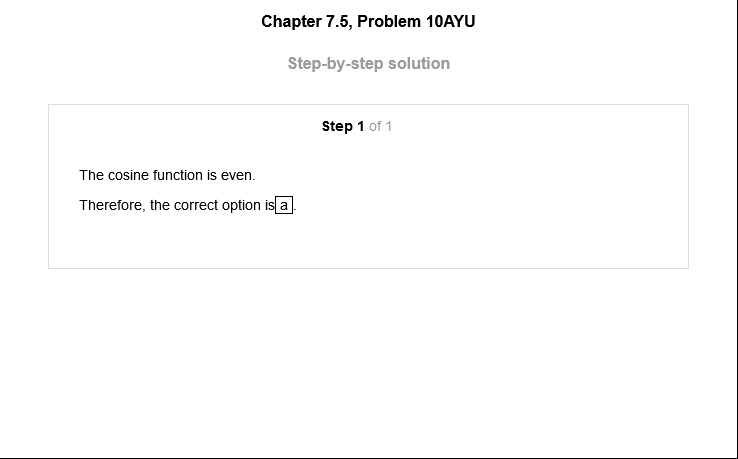 Chapter 7.5, Problem 10AYU
Step-by-step solution
Step 1 of 1
The cosine function is even.
Therefore, the correct option is a.